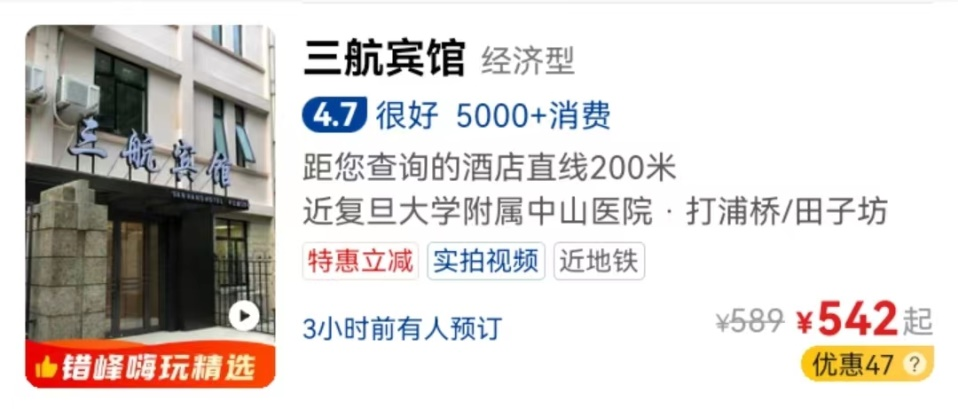 三航宾馆 经济型
4.7 很好 5000+消费
距您查询的酒店直线200米
近复旦大学附属中山医院 · 打浦桥/田子坊
特惠立减 实拍视频 近地铁
3小时前有人预订
¥589 ¥542起
优惠47 ?
三航宾馆
错峰嗨玩精选